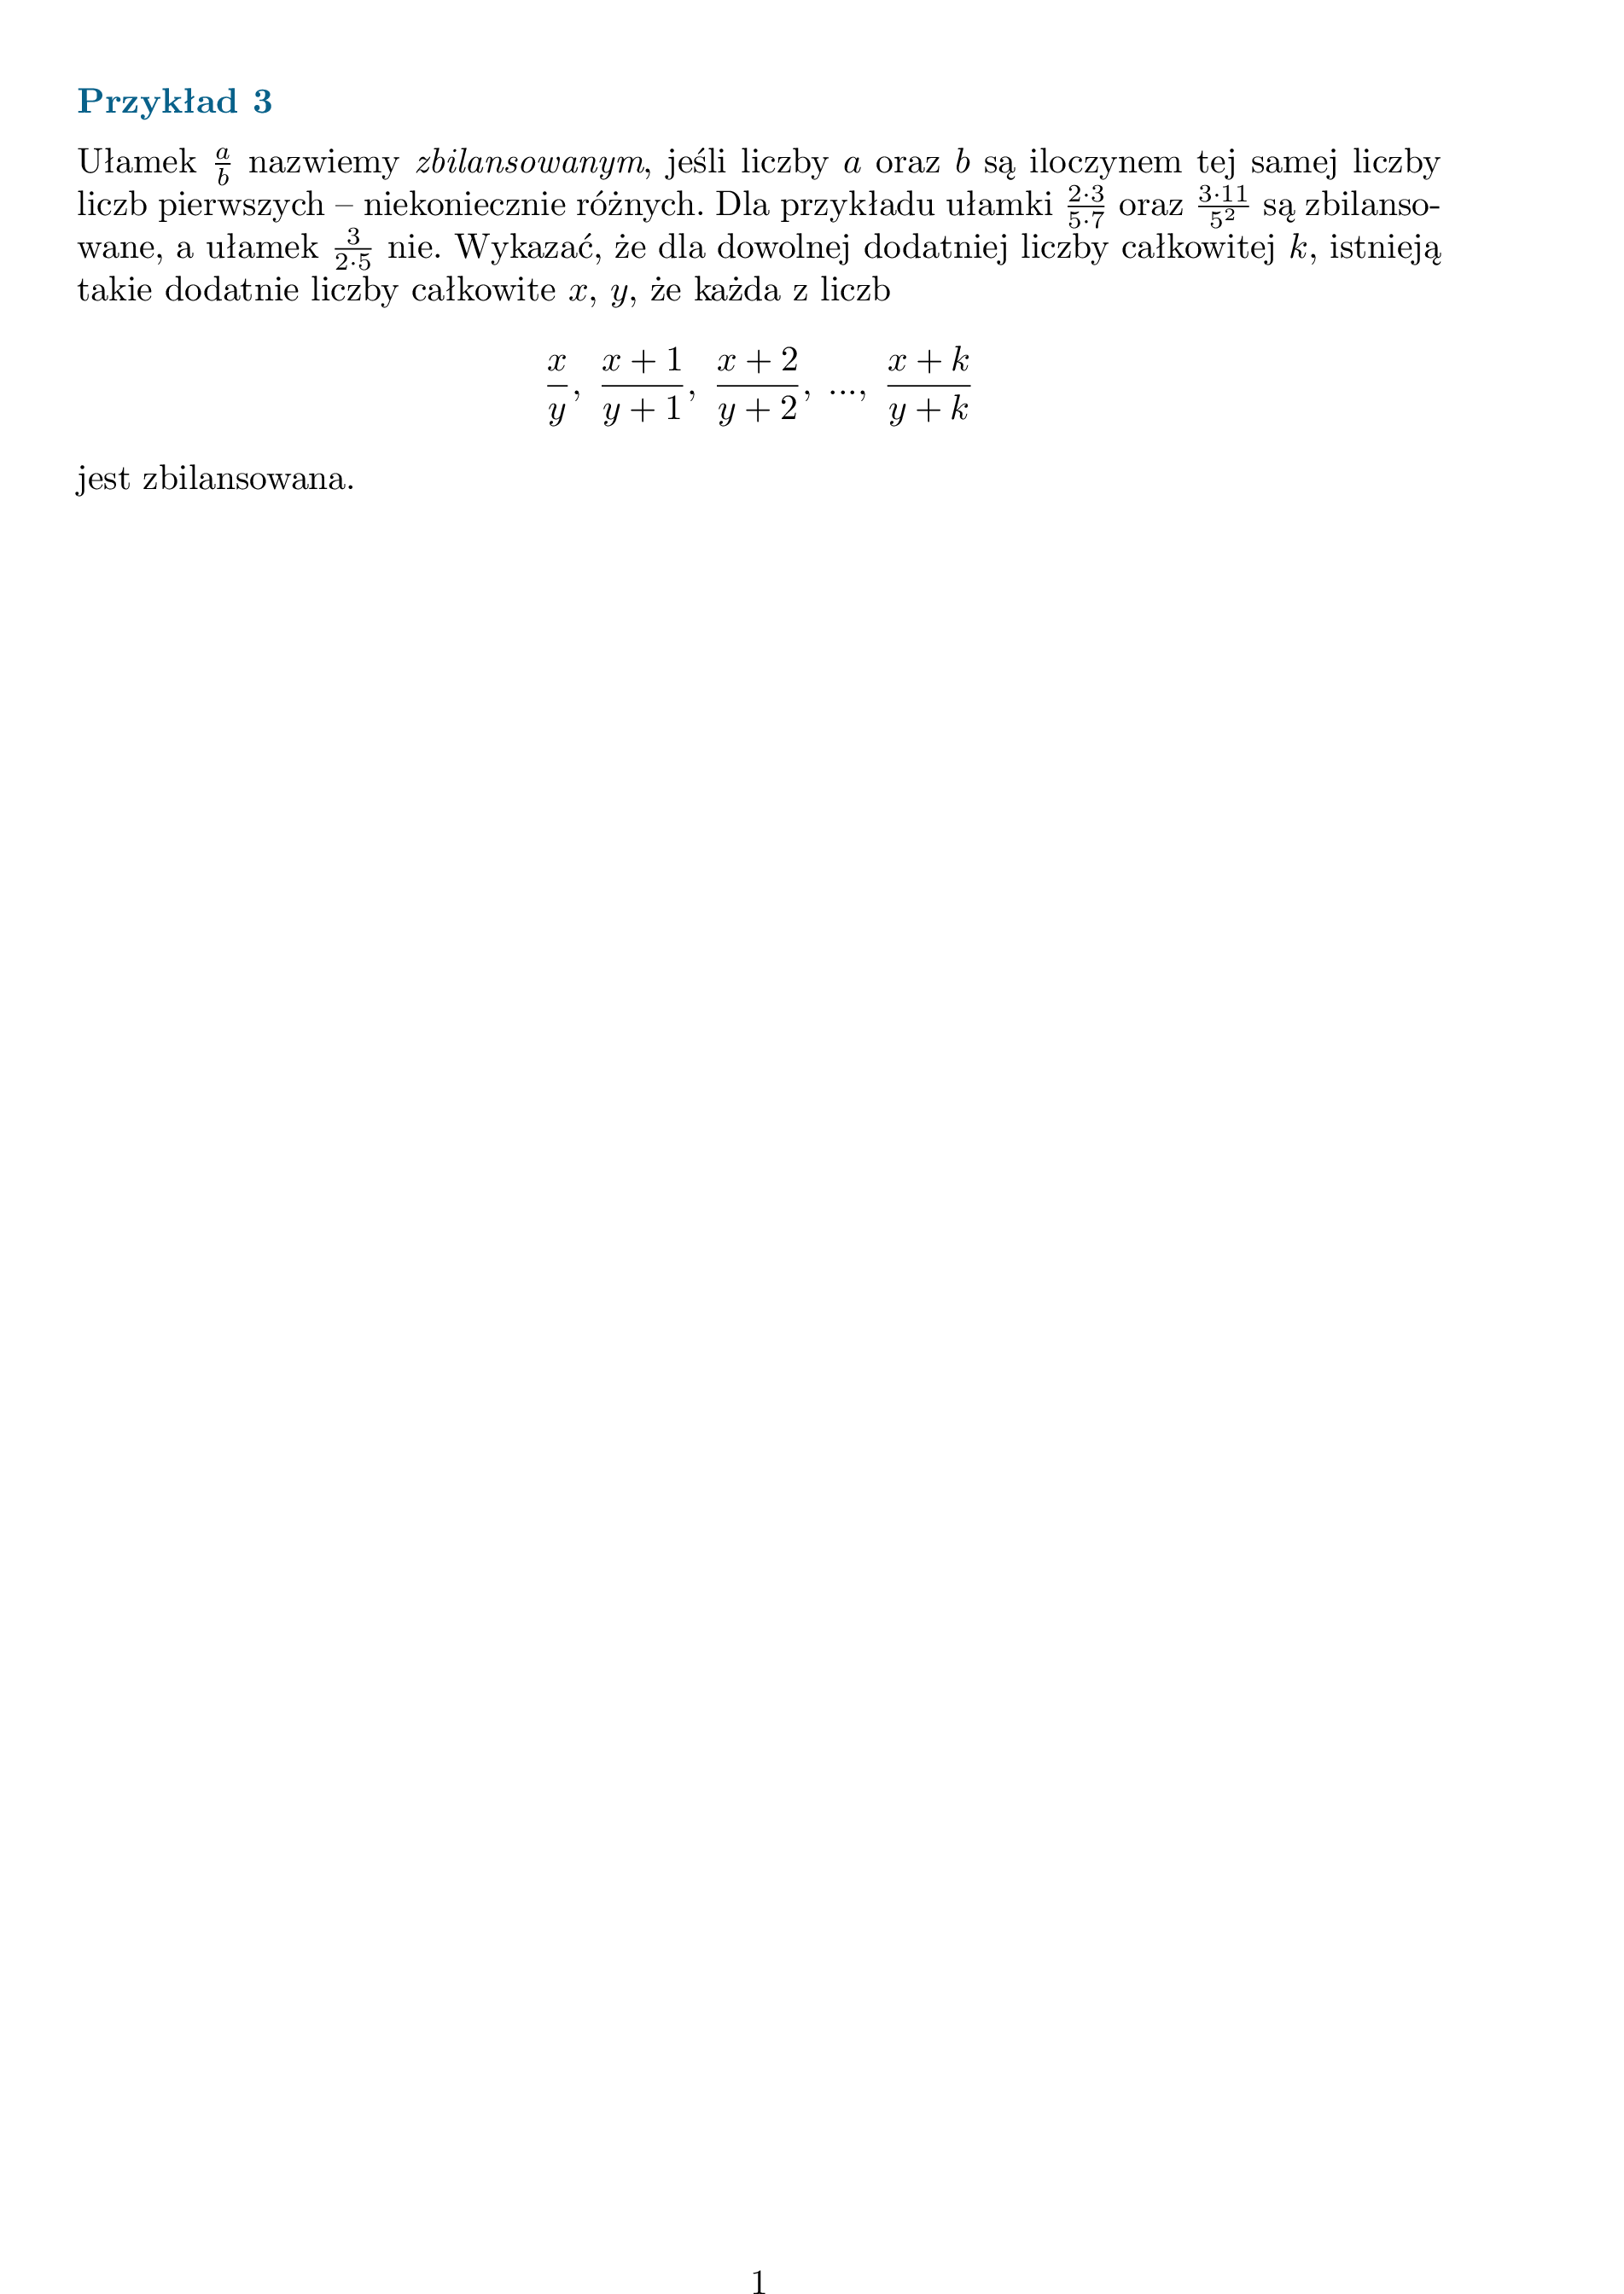 Przykład 3
Ułamek $\frac{a}{b}$ nazwiemy zbilansowanym, jeśli liczby $a$ oraz $b$ są iloczynem tej samej liczby
liczb pierwszych – niekoniecznie różnych. Dla przykładu ułamki $\frac{2 \cdot 3}{5 \cdot 7}$ oraz $\frac{3 \cdot 11}{5^2}$ są zbilanso-
wane, a ułamek $\frac{3}{2 \cdot 5}$ nie. Wykazać, że dla dowolnej dodatniej liczby całkowitej $k$, istnieją
takie dodatnie liczby całkowite $x$, $y$, że każda z liczb
$\frac{x}{y}, \frac{x+1}{y+1}, \frac{x+2}{y+2}, ..., \frac{x+k}{y+k}$
jest zbilansowana.
1